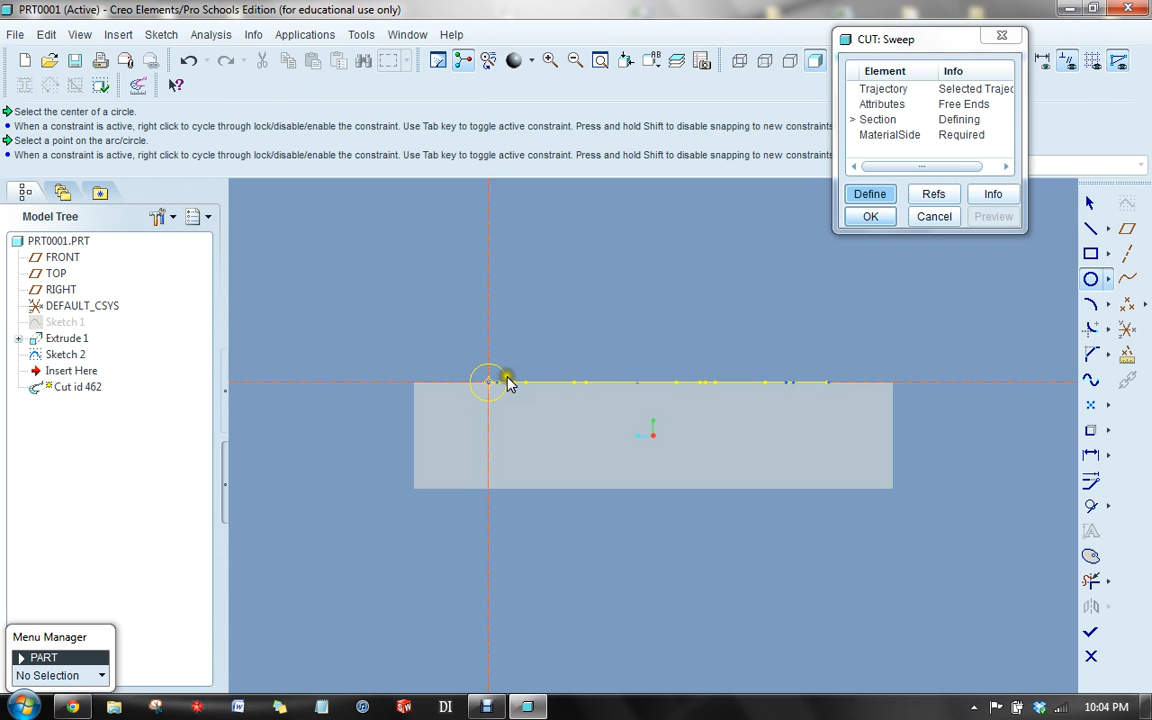 PRT0001 (Active) - Creo Elements/Pro Schools Edition (for educational use only)
File Edit View Insert Sketch Analysis Info Applications Tools Window Help
CUT: Sweep
Element Info
Trajectory Selected Trajec
Attributes Free Ends
> Section Defining
MaterialSide Required
Define Refs Info
OK Cancel Preview
Select the center of a circle.
When a constraint is active, right click to cycle through lock/disable/enable the constraint. Use Tab key to toggle active constraint. Press and hold Shift to disable snapping to new constraints
Select a point on the arc/circle.
When a constraint is active, right click to cycle through lock/disable/enable the constraint. Use Tab key to toggle active constraint. Press and hold Shift to disable snapping to new constraints
Model Tree
PRT0001.PRT
FRONT
TOP
RIGHT
DEFAULT_CSYS
Sketch 1
Extrude 1
Sketch 2
Insert Here
Cut id 462
Menu Manager
PART
No Selection
DI
10:04 PM